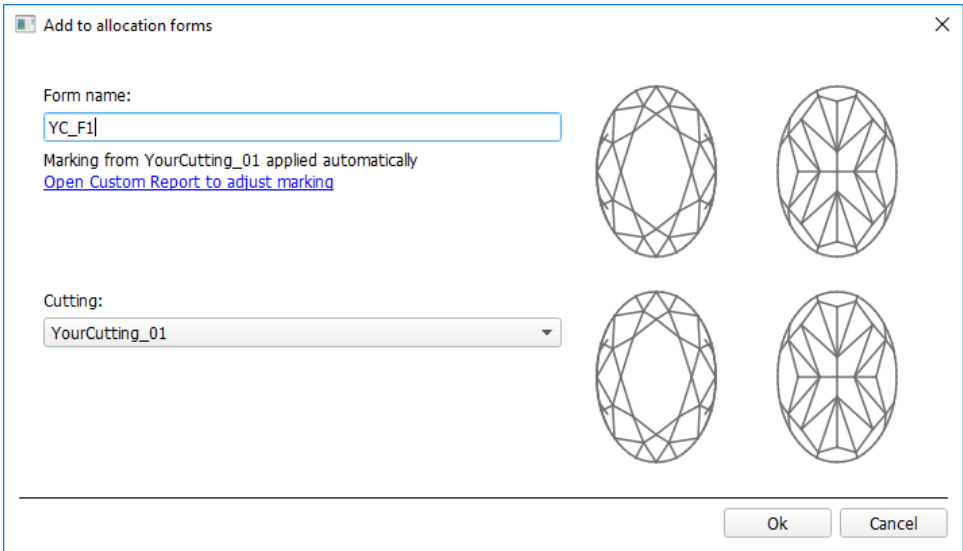 Add to allocation forms
Form name:
YC_F1
Marking from YourCutting_01 applied automatically
Open Custom Report to adjust marking
Cutting:
YourCutting_01
Ok
Cancel